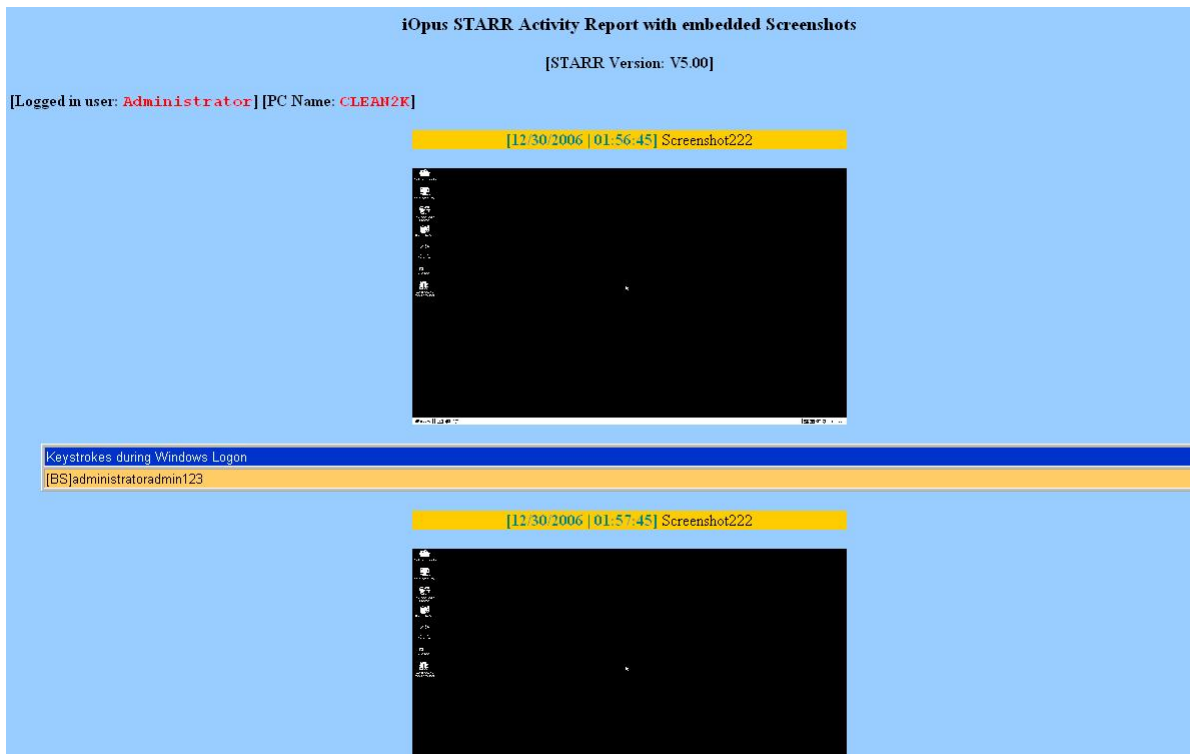 iOpus STARR Activity Report with embedded Screenshots
[STARR Version: V5.00]
[Logged in user: Administrator] [PC Name: CLEAN2K]
[12/30/2006 | 01:56:45] Screenshot222
Keystrokes during Windows Logon
[BS]administratoradmin123
[12/30/2006 | 01:57:45] Screenshot222